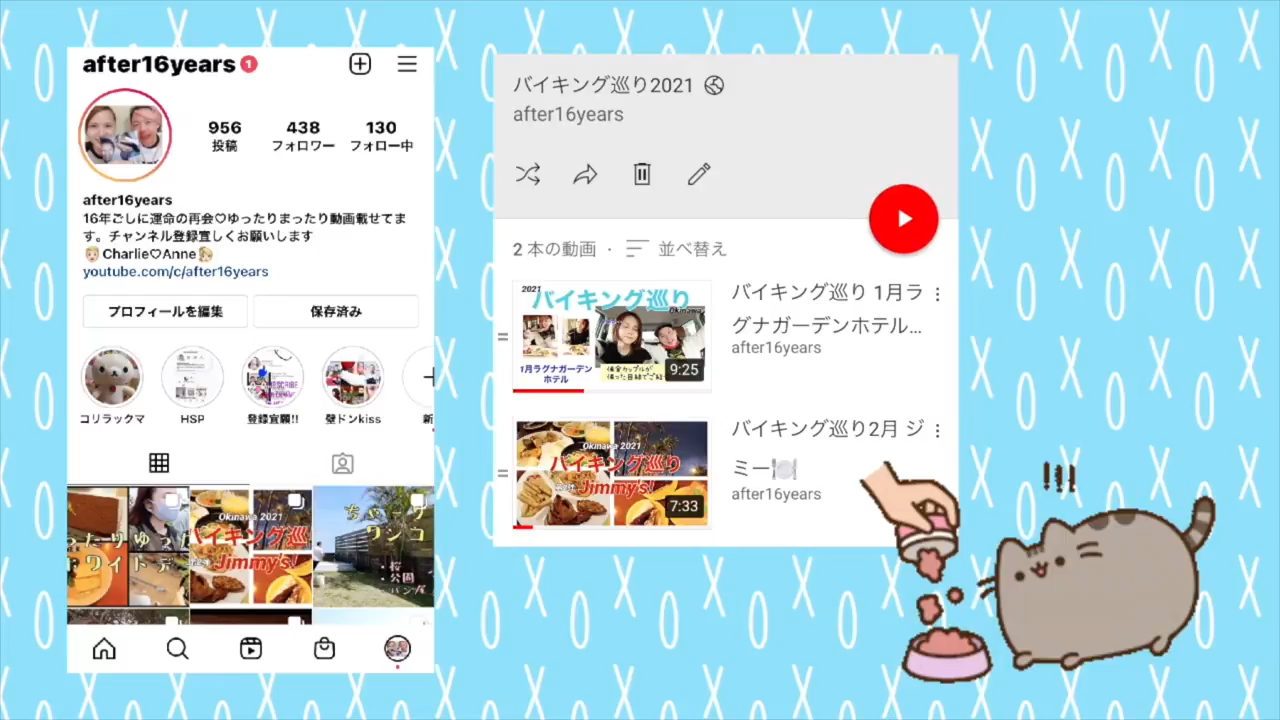 after16years 1
956 438 130
投稿 フォロワー フォロー中
after16years
16年ごしに運命の再会♡ゆったりまったり動画載せてま
す。チャンネル登録宜しくお願いします
Charlie♡Anne
youtube.com/c/after16years
プロフィールを編集 保存済み
コリラックマ HSP 登録宜願!! 壁ドンkiss 新
Okinawa 2021
バイキング巡
Jimmy's!
桜
公園
バイキング巡り2021
after16years
2 本の動画 · 並べ替え
2021
バイキング巡り
Okinawa
1月ラグナガーデン
ホテル
9:25
バイキング巡り 1月ラ
グナガーデンホテル...
after16years
Okinawa 2021
バイキング巡り
Jimmy's!
7:33
バイキング巡り2月 ジ
ミー🍽
after16years
!!!